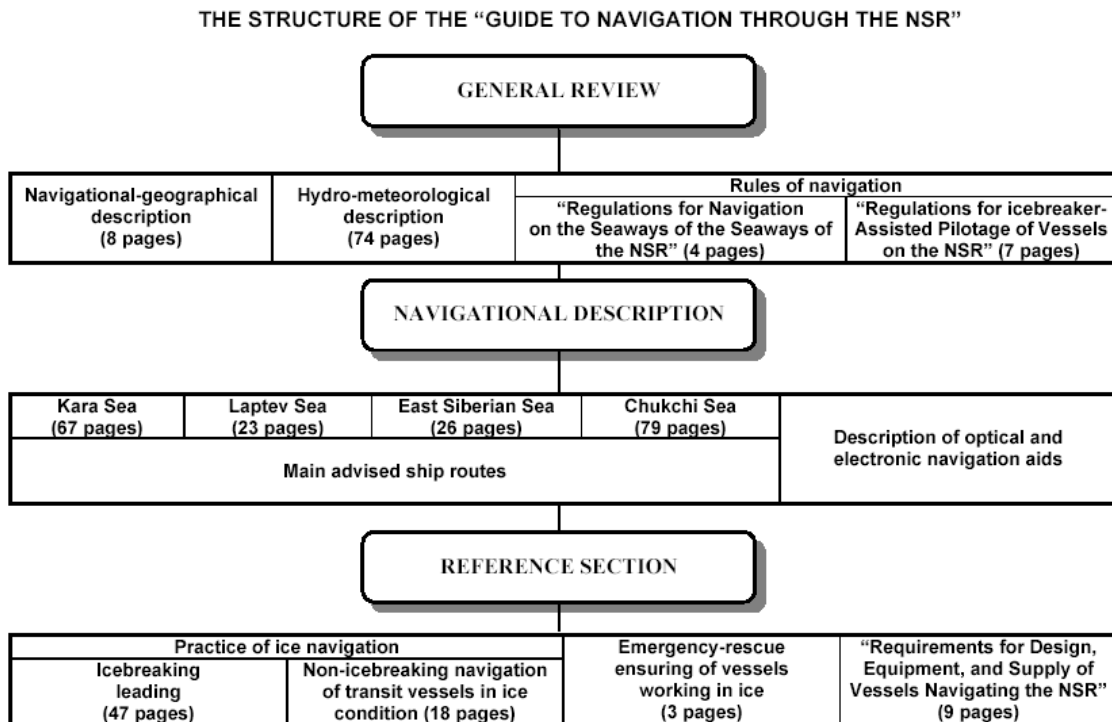 THE STRUCTURE OF THE “GUIDE TO NAVIGATION THROUGH THE NSR”
GENERAL REVIEW
Navigational-geographical
description
(8 pages)
Hydro-meteorological
description
(74 pages)
Rules of navigation
“Regulations for Navigation
on the Seaways of the Seaways of
the NSR” (4 pages)
“Regulations for icebreaker-
Assisted Pilotage of Vessels
on the NSR” (7 pages)
NAVIGATIONAL DESCRIPTION
Kara Sea
(67 pages)
Laptev Sea
(23 pages)
East Siberian Sea
(26 pages)
Chukchi Sea
(79 pages)
Main advised ship routes
Description of optical and
electronic navigation aids
REFERENCE SECTION
Practice of ice navigation
Icebreaking
leading
(47 pages)
Non-icebreaking navigation
of transit vessels in ice
condition (18 pages)
Emergency-rescue
ensuring of vessels
working in ice
(3 pages)
“Requirements for Design,
Equipment, and Supply of
Vessels Navigating the NSR”
(9 pages)